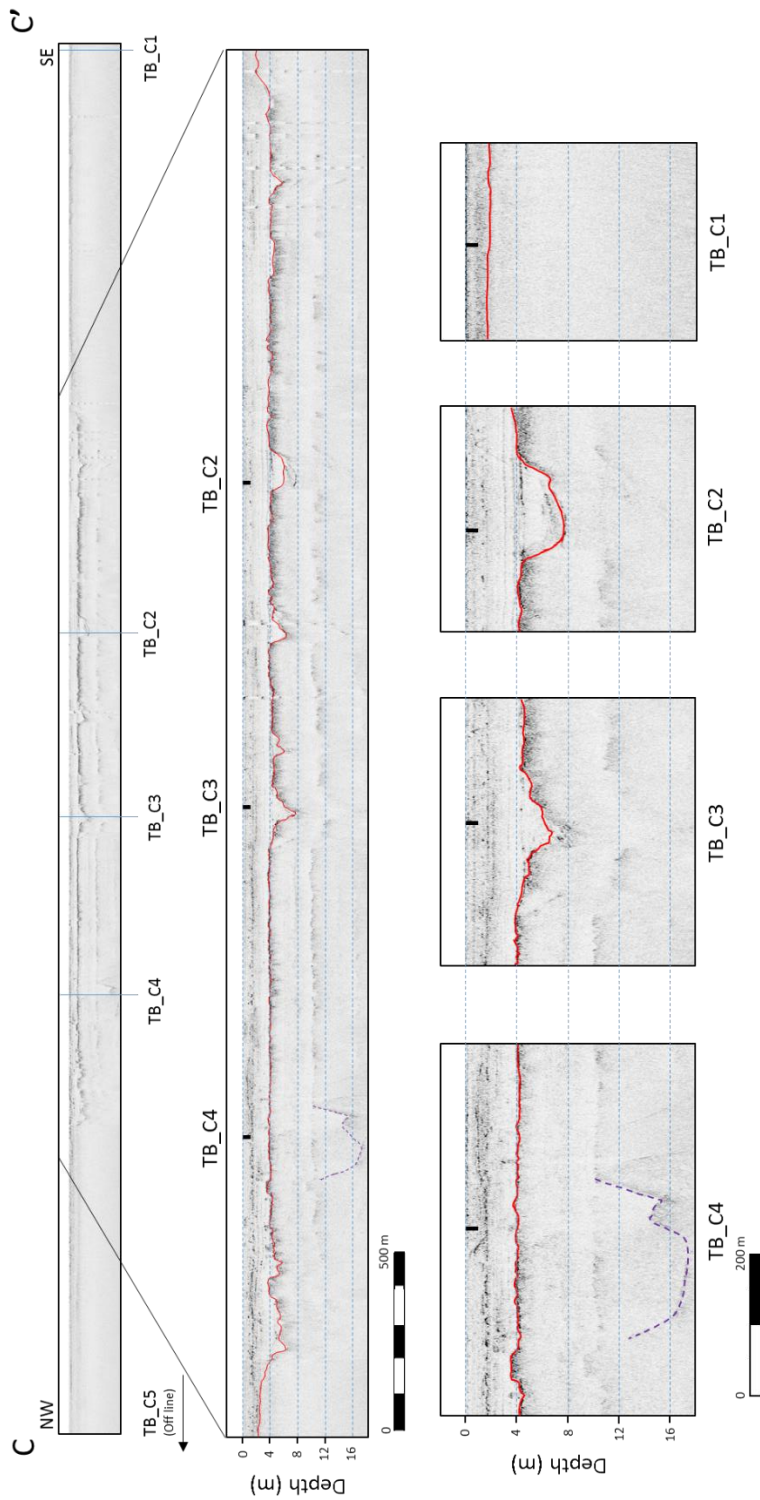 C C'
NW SE
TB_C5 TB_C4 TB_C3 TB_C2 TB_C1
(Off line)
TB_C4 TB_C3 TB_C2
0
4
8
12
16
Depth (m)
0 500 m
0
4
8
12
16
Depth (m)
TB_C4 TB_C3 TB_C2 TB_C1
0 200 m